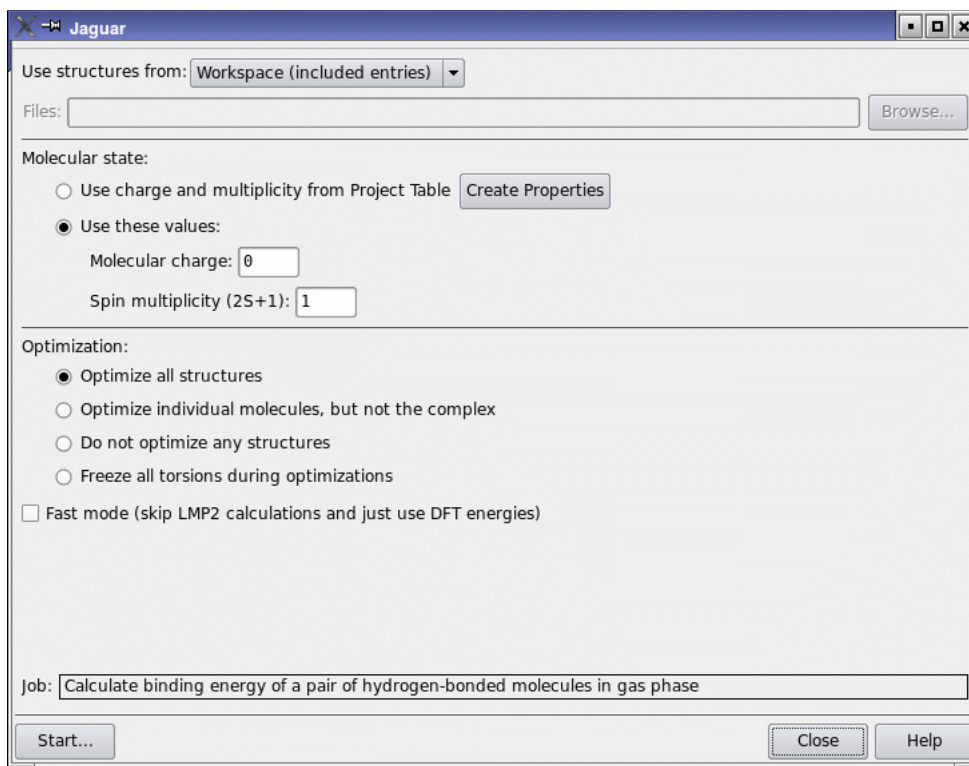 Jaguar
Use structures from: Workspace (included entries)
Files: Browse...
Molecular state:
Use charge and multiplicity from Project Table Create Properties
Use these values:
Molecular charge: 0
Spin multiplicity (2S+1): 1
Optimization:
Optimize all structures
Optimize individual molecules, but not the complex
Do not optimize any structures
Freeze all torsions during optimizations
Fast mode (skip LMP2 calculations and just use DFT energies)
Job: Calculate binding energy of a pair of hydrogen-bonded molecules in gas phase
Start... Close Help